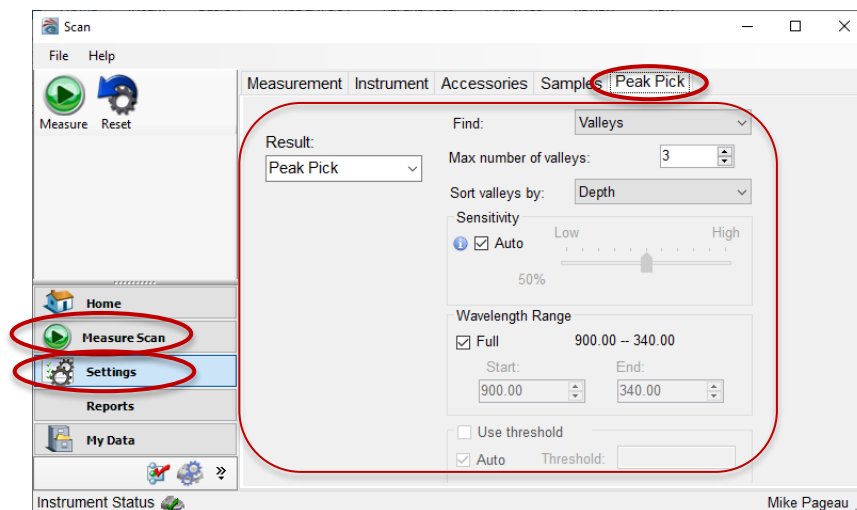 Scan
File Help
Measurement Instrument Accessories Samples Peak Pick
Measure Reset
Result:
Peak Pick
Find: Valleys
Max number of valleys: 3
Sort valleys by: Depth
Sensitivity
Auto Low High
50%
Wavelength Range
Full 900.00 -- 340.00
Start: End:
900.00 340.00
Use threshold
Auto Threshold:
Home
Measure Scan
Settings
Reports
My Data
Instrument Status Mike Pageau